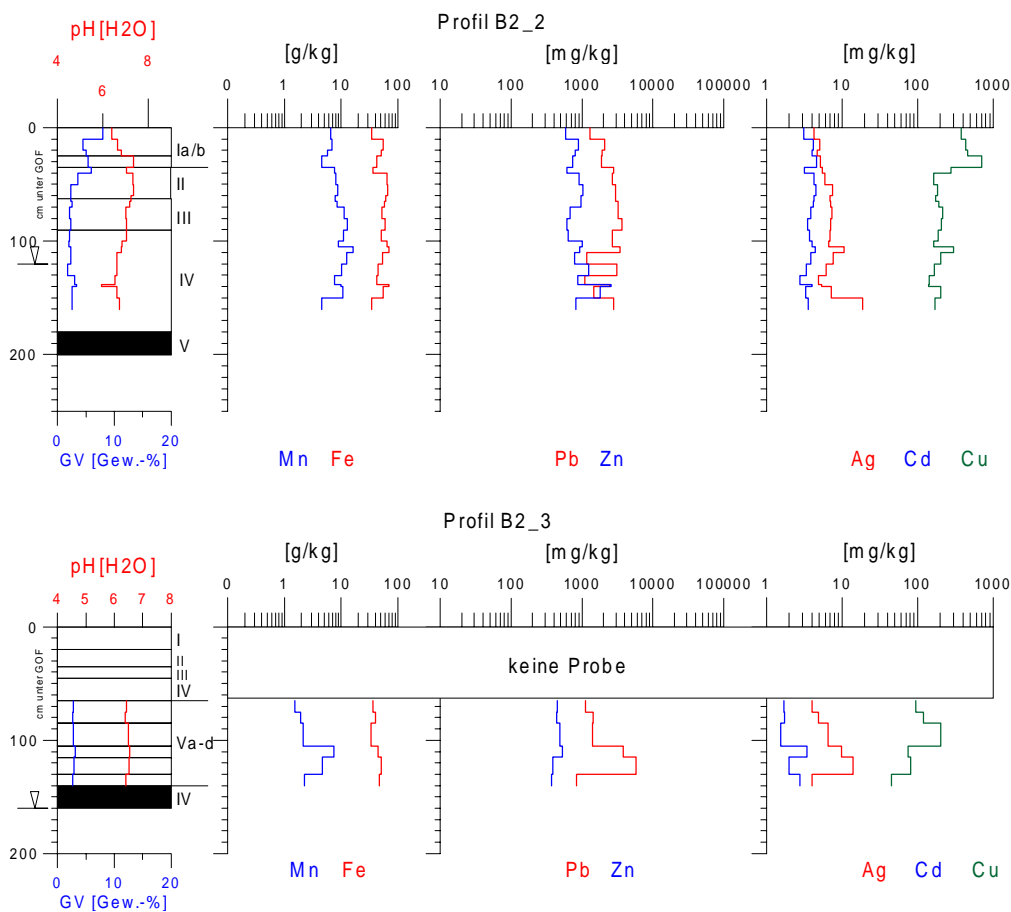 Profil B2_2
pH[H2O]
[g/kg]
[mg/kg]
[mg/kg]
4 8
6
0 1 10 100
10 100 1000 10000 100000
1 10 100 1000
0
100
200
cm unter GOF
Ia/b
II
III
IV
V
0 10 20
GV [Gew.-%]
Mn Fe
Pb Zn
Ag Cd Cu
Profil B2_3
pH[H2O]
[g/kg]
[mg/kg]
[mg/kg]
4 5 6 7 8
0 1 10 100
10 100 1000 10000 100000
1 10 100 1000
0
100
200
cm unter GOF
I
II
III
IV
Va-d
IV
keine Probe
0 10 20
GV [Gew.-%]
Mn Fe
Pb Zn
Ag Cd Cu